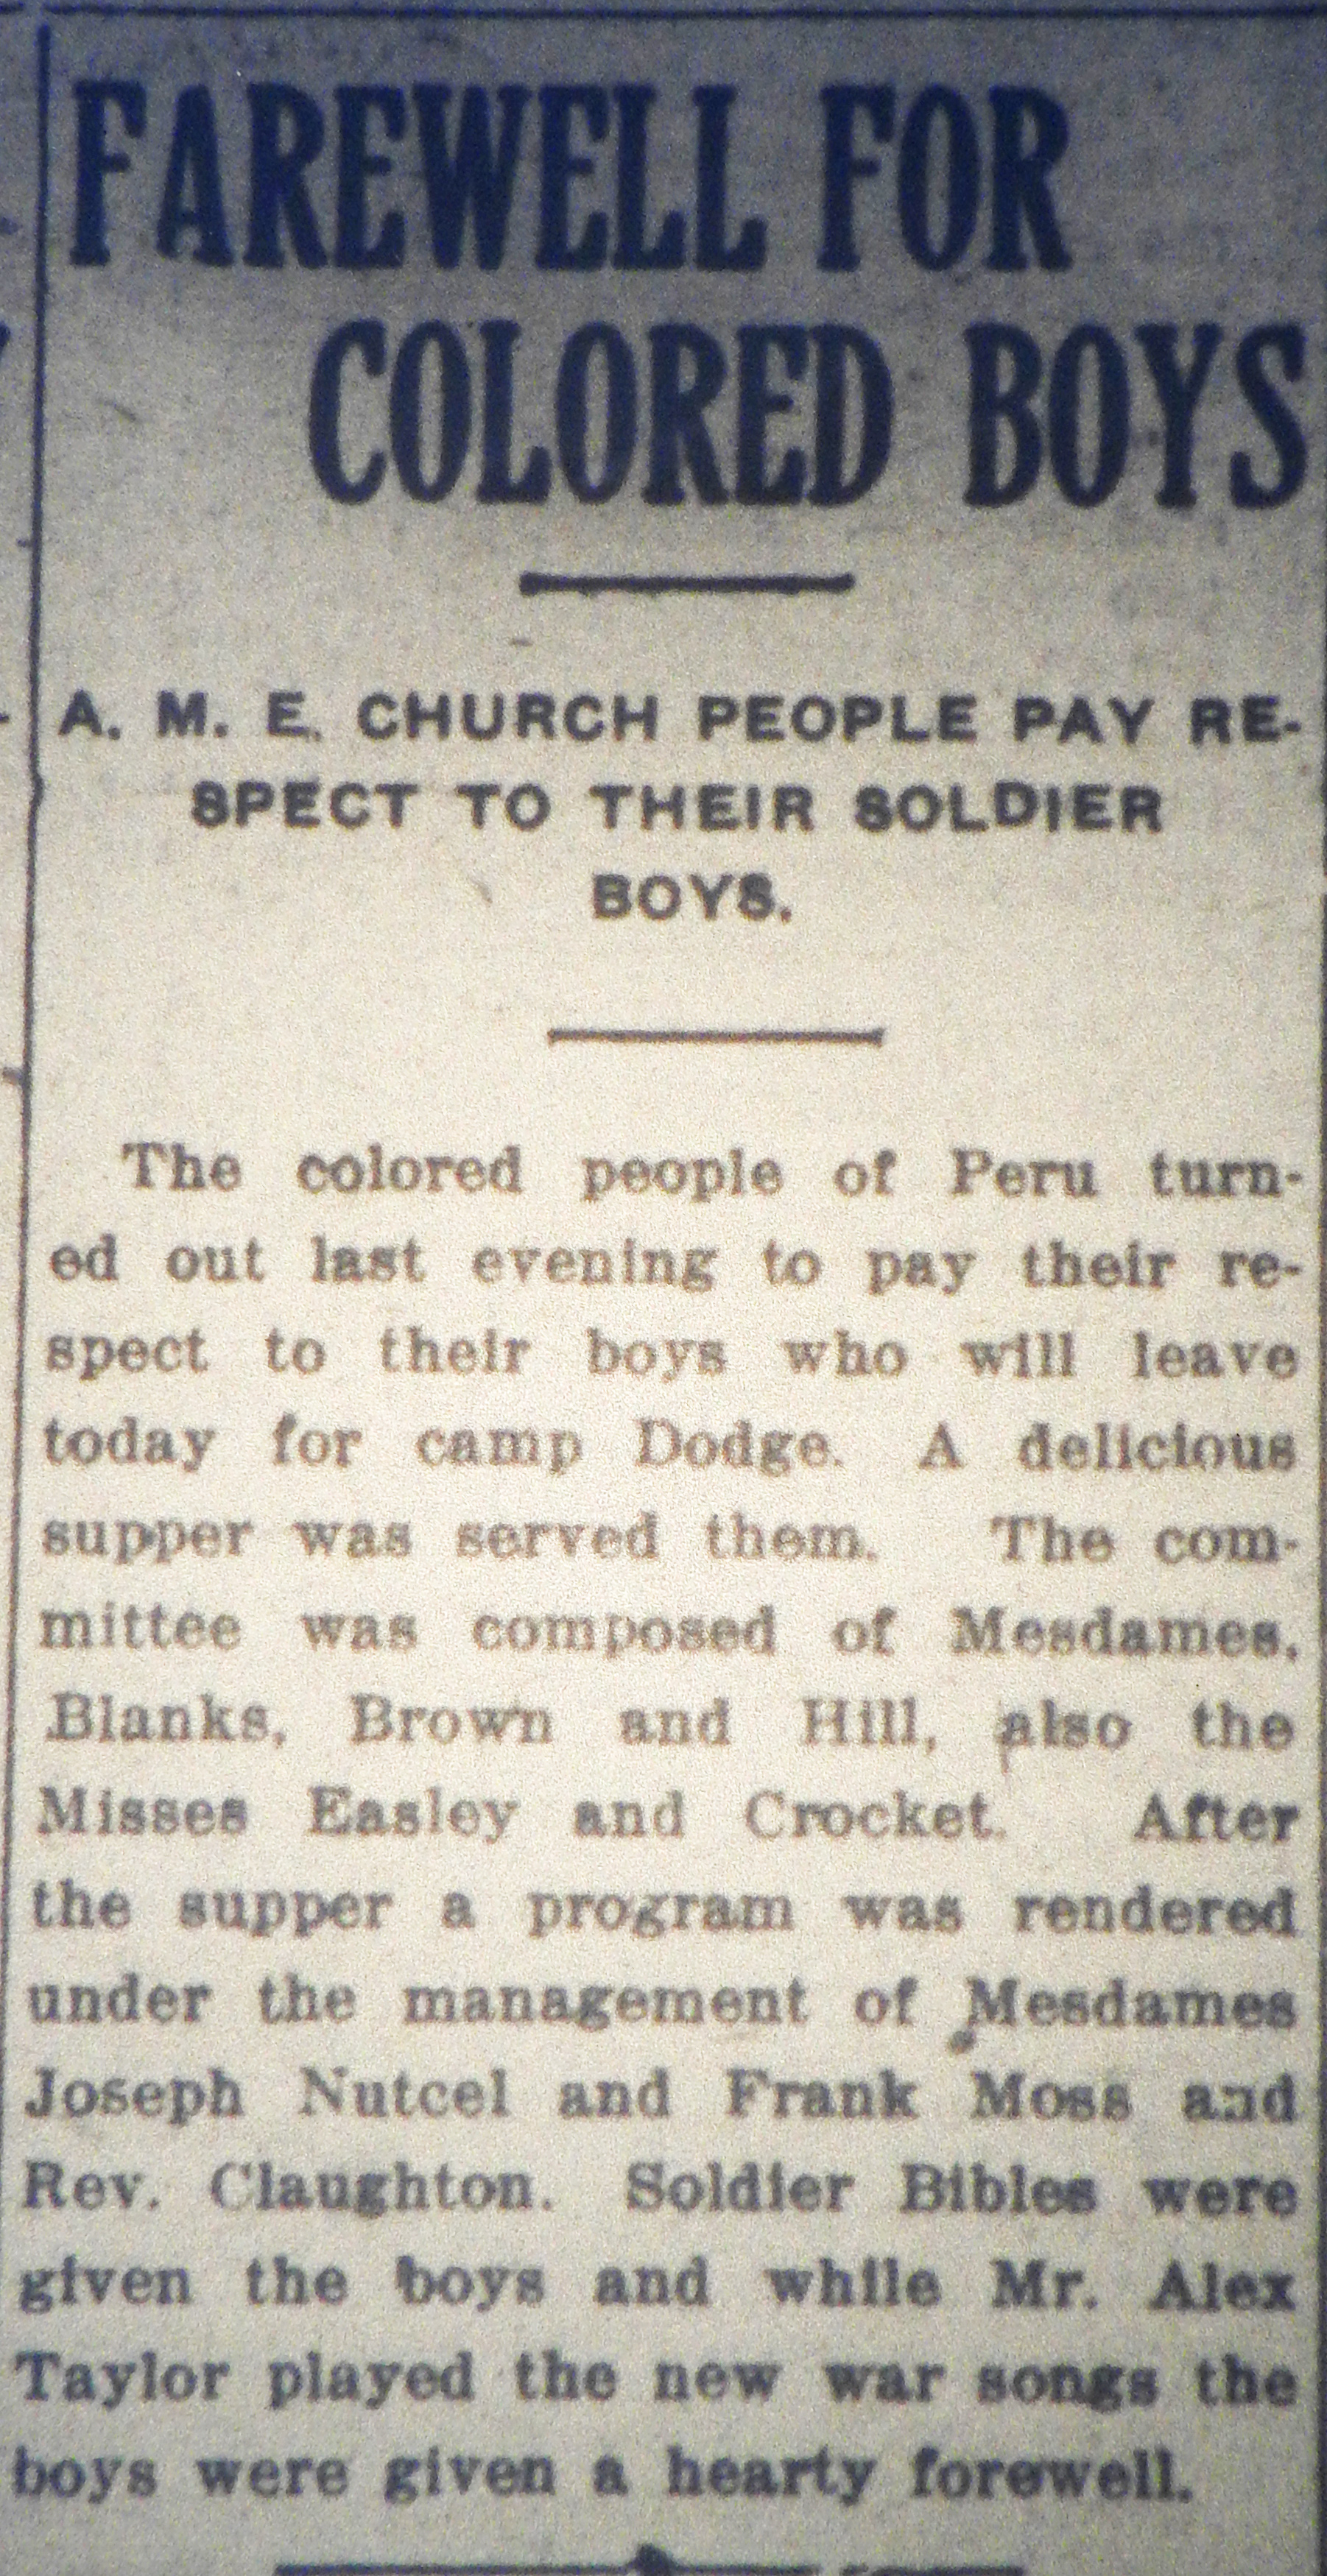 FAREWELL FOR
COLORED BOYS
A. M. E. CHURCH PEOPLE PAY RE-
SPECT TO THEIR SOLDIER
BOYS.
The colored people of Peru turn-
ed out last evening to pay their re-
spect to their boys who will leave
today for camp Dodge. A delicious
supper was served them. The com-
mittee was composed of Mesdames,
Blanks, Brown and Hill, also the
Misses Easley and Crocket. After
the supper a program was rendered
under the management of Mesdames
Joseph Nutcel and Frank Moss and
Rev. Claughton. Soldier Bibles were
given the boys and while Mr. Alex
Taylor played the new war songs the
boys were given a hearty forewell.